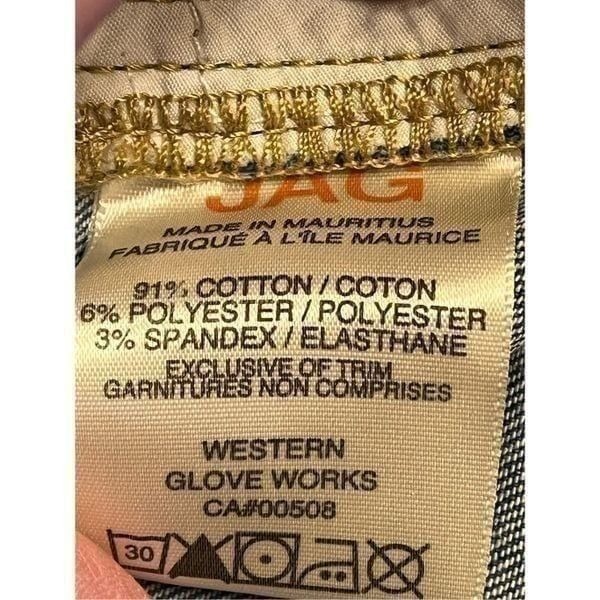 JAG
MADE IN MAURITIUS
FABRIQUÉ À L'ÎLE MAURICE
91% COTTON / COTON
6% POLYESTER / POLYESTER
3% SPANDEX / ELASTHANE
EXCLUSIVE OF TRIM
GARNITURES NON COMPRISES
WESTERN
GLOVE WORKS
CA#00508
30